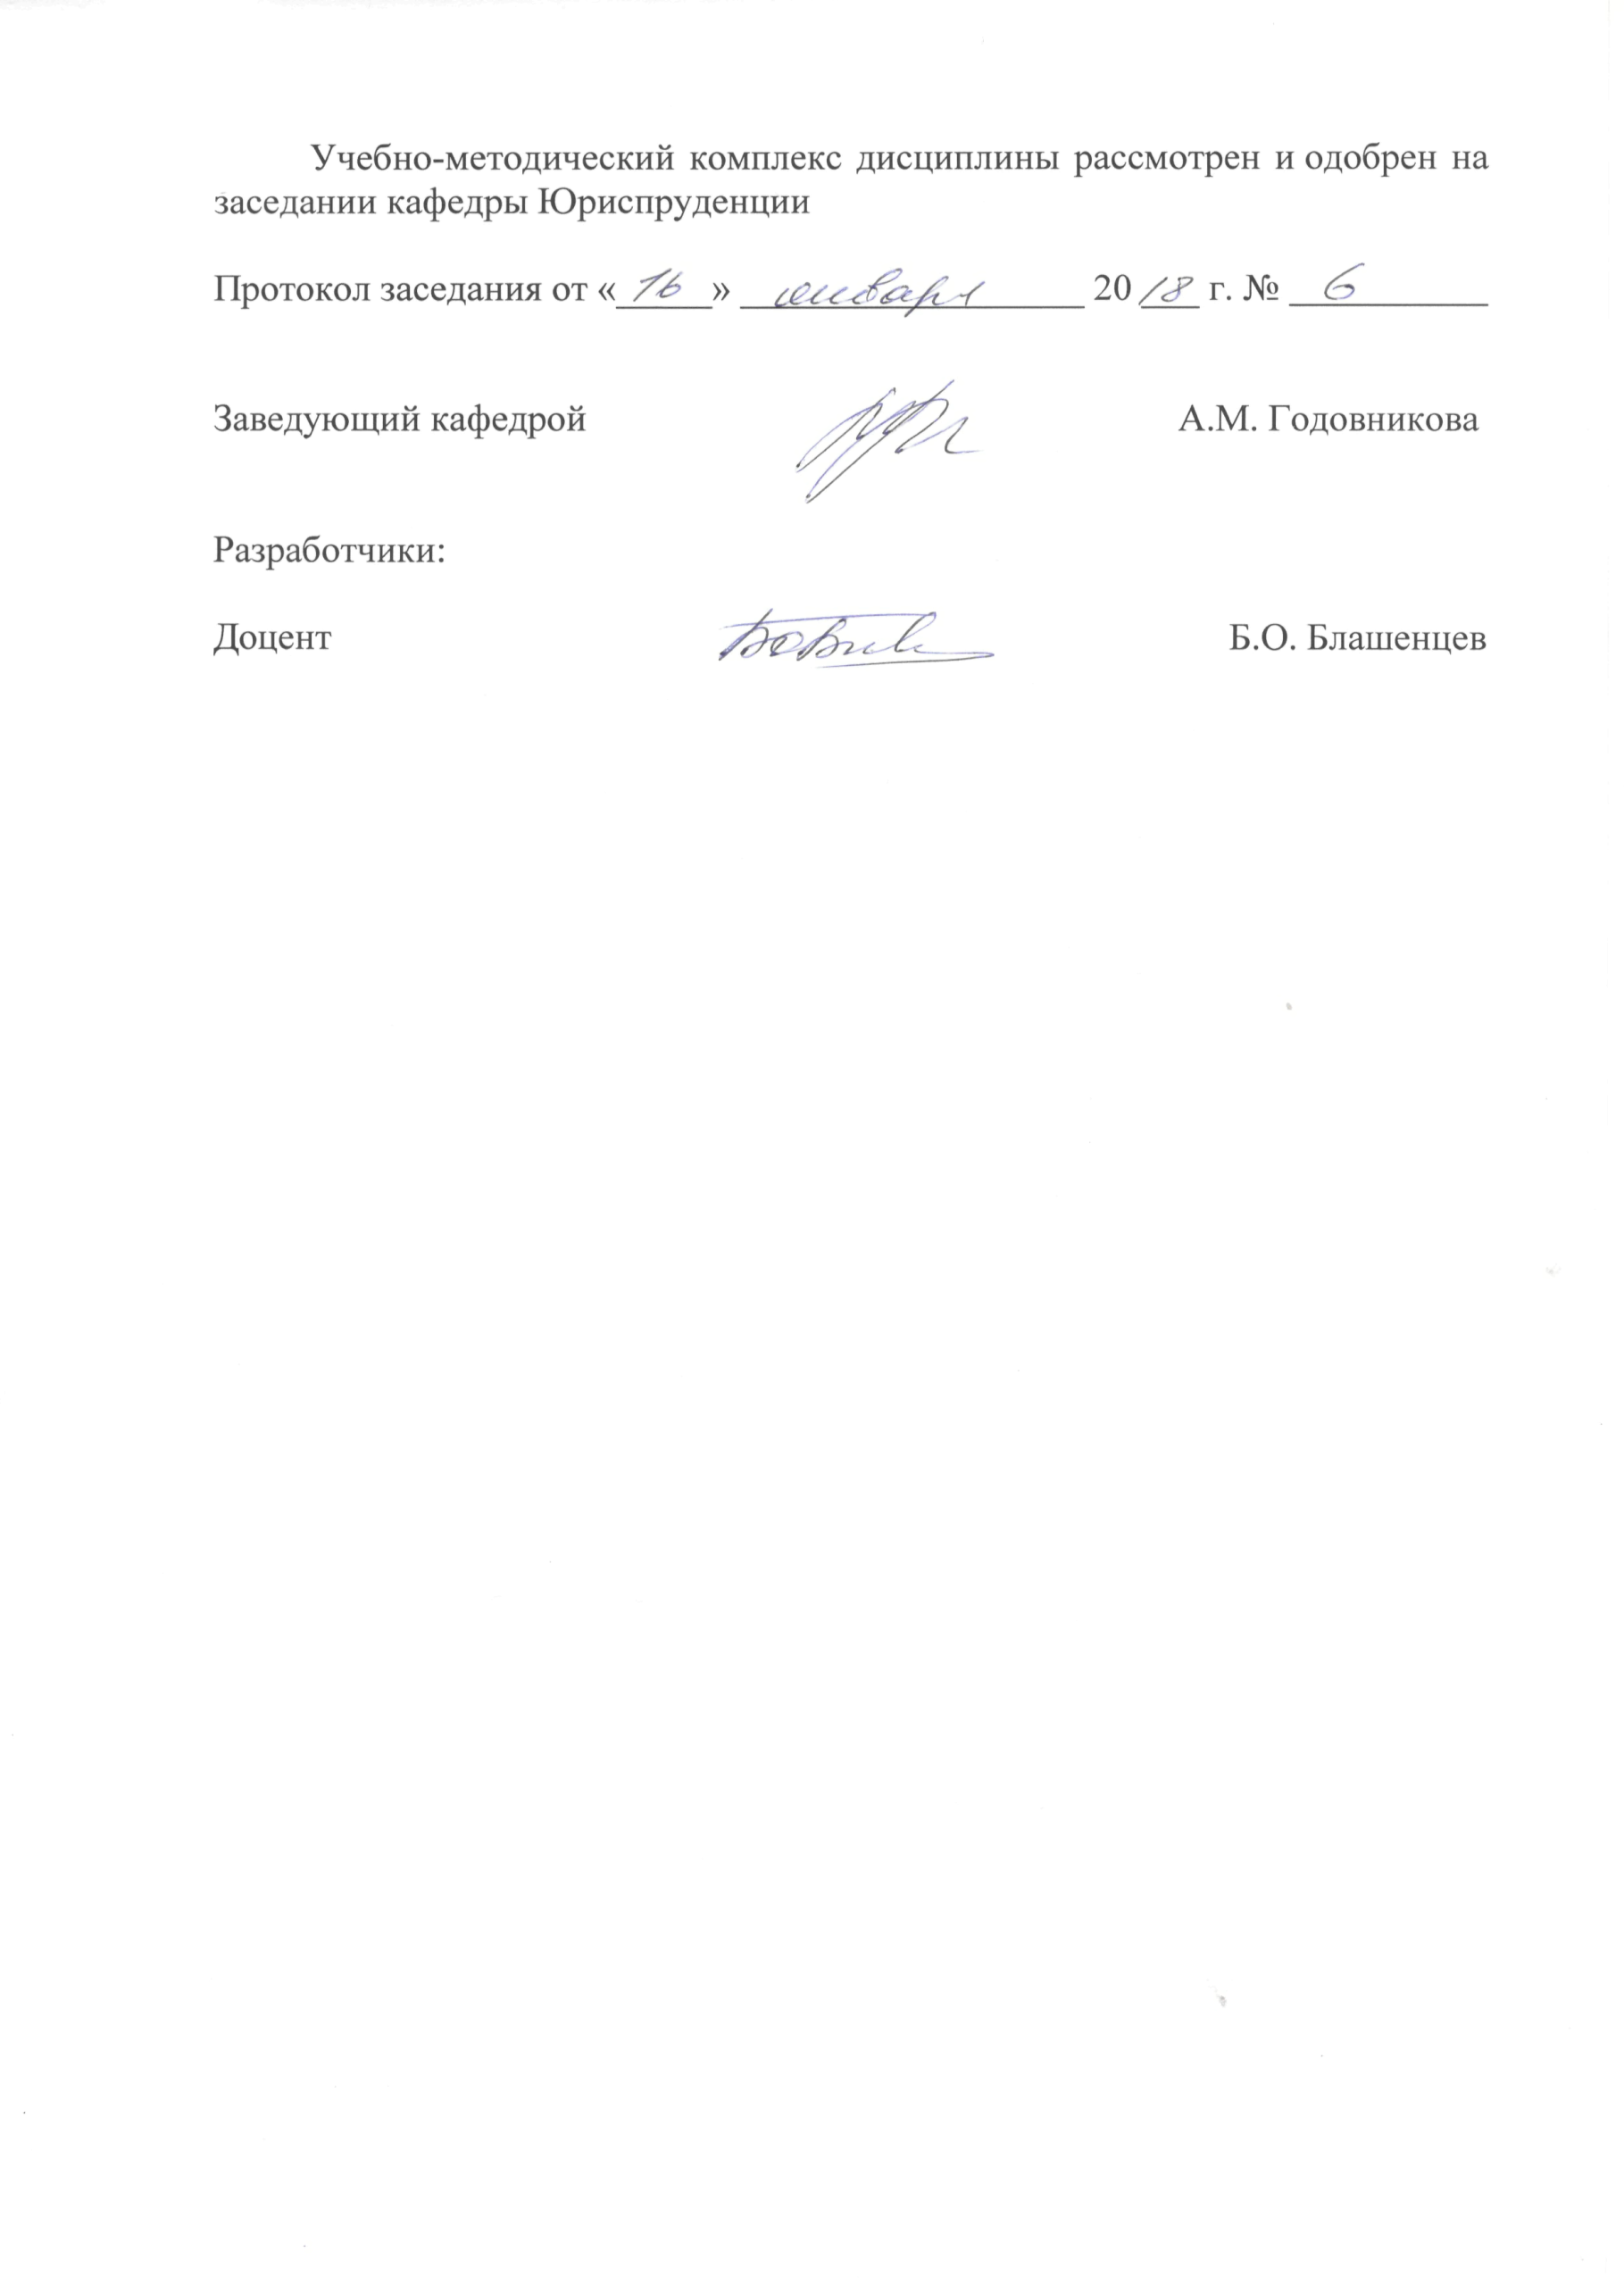 Учебно-методический комплекс дисциплины рассмотрен и одобрен на
заседании кафедры Юриспруденции
Протокол заседания от «16» января 2018 г. № 6
Заведующий кафедрой А.М. Годовникова
Разработчики:
Доцент Б.О. Блашенцев